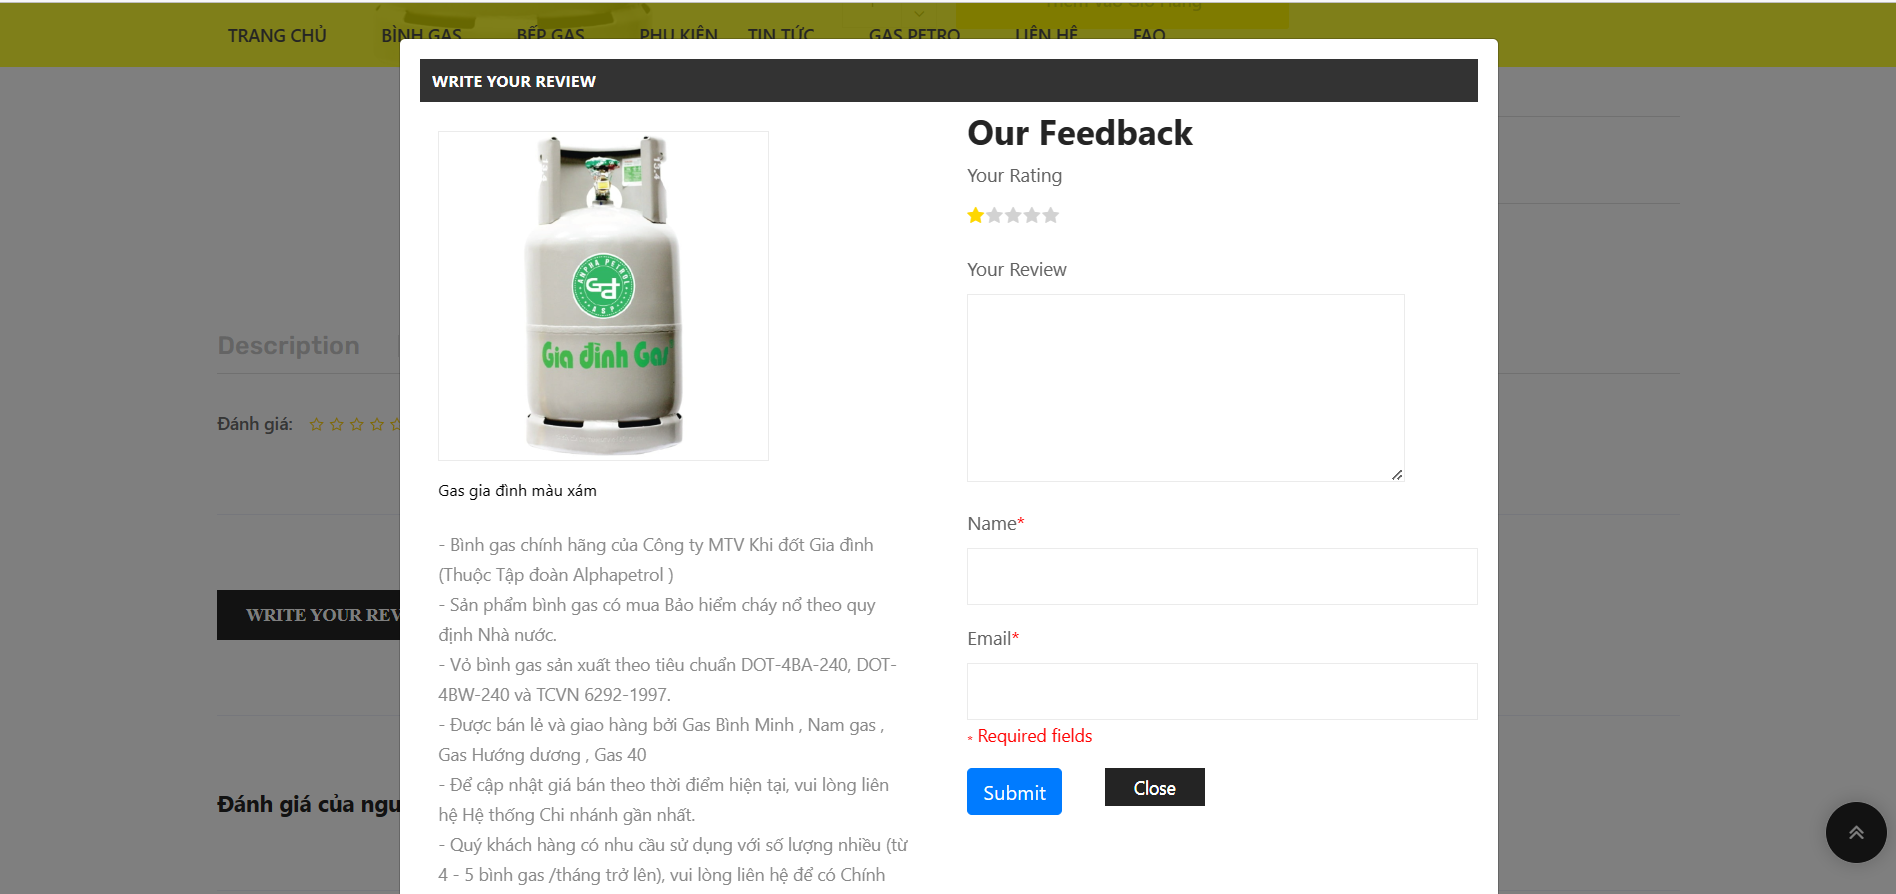 Thêm vào Giỏ Hàng
TRANG CHỦ BÌNH GAS BẾP GAS PHỤ KIỆN TIN TỨC GAS PETRO LIÊN HỆ FAQ
WRITE YOUR REVIEW
ANPHA PETROL
ASP
Gia đình Gas
Gas gia đình màu xám
- Bình gas chính hãng của Công ty MTV Khi đốt Gia đình
(Thuộc Tập đoàn Alphapetrol )
- Sản phẩm bình gas có mua Bảo hiểm cháy nổ theo quy
định Nhà nước.
- Vỏ bình gas sản xuất theo tiêu chuẩn DOT-4BA-240, DOT-
4BW-240 và TCVN 6292-1997.
- Được bán lẻ và giao hàng bởi Gas Bình Minh , Nam gas ,
Gas Hướng dương , Gas 40
- Để cập nhật giá bán theo thời điểm hiện tại, vui lòng liên
hệ Hệ thống Chi nhánh gần nhất.
- Quý khách hàng có nhu cầu sử dụng với số lượng nhiều (từ
4 - 5 bình gas /tháng trở lên), vui lòng liên hệ để có Chính
Our Feedback
Your Rating
Your Review
Name*
Email*
* Required fields
Submit
Close
Description
Đánh giá:
WRITE YOUR REV
Đánh giá của ngu